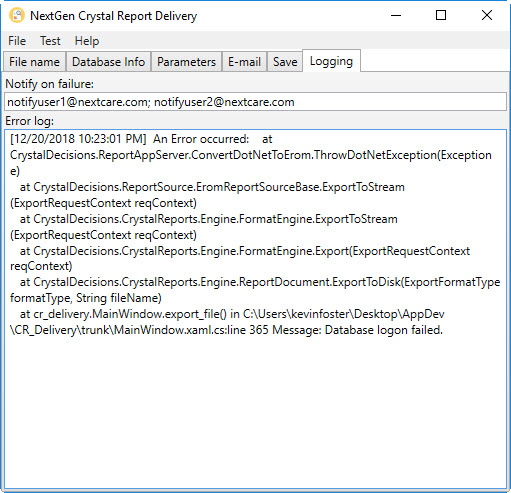 NextGen Crystal Report Delivery
File Test Help
File name Database Info Parameters E-mail Save Logging
Notify on failure:
notifyuser1@nextcare.com; notifyuser2@nextcare.com
Error log:
[12/20/2018 10:23:01 PM]  An Error occurred:    at
CrystalDecisions.ReportAppServer.ConvertDotNetToErom.ThrowDotNetException(Exception
e)
   at CrystalDecisions.ReportSource.EromReportSourceBase.ExportToStream
(ExportRequestContext reqContext)
   at CrystalDecisions.CrystalReports.Engine.FormatEngine.ExportToStream
(ExportRequestContext reqContext)
   at CrystalDecisions.CrystalReports.Engine.FormatEngine.Export(ExportRequestContext
reqContext)
   at CrystalDecisions.CrystalReports.Engine.ReportDocument.ExportToDisk(ExportFormatType
formatType, String fileName)
   at cr_delivery.MainWindow.export_file() in C:\Users\kevinfoster\Desktop\AppDev
\CR_Delivery\trunk\MainWindow.xaml.cs:line 365 Message: Database logon failed.